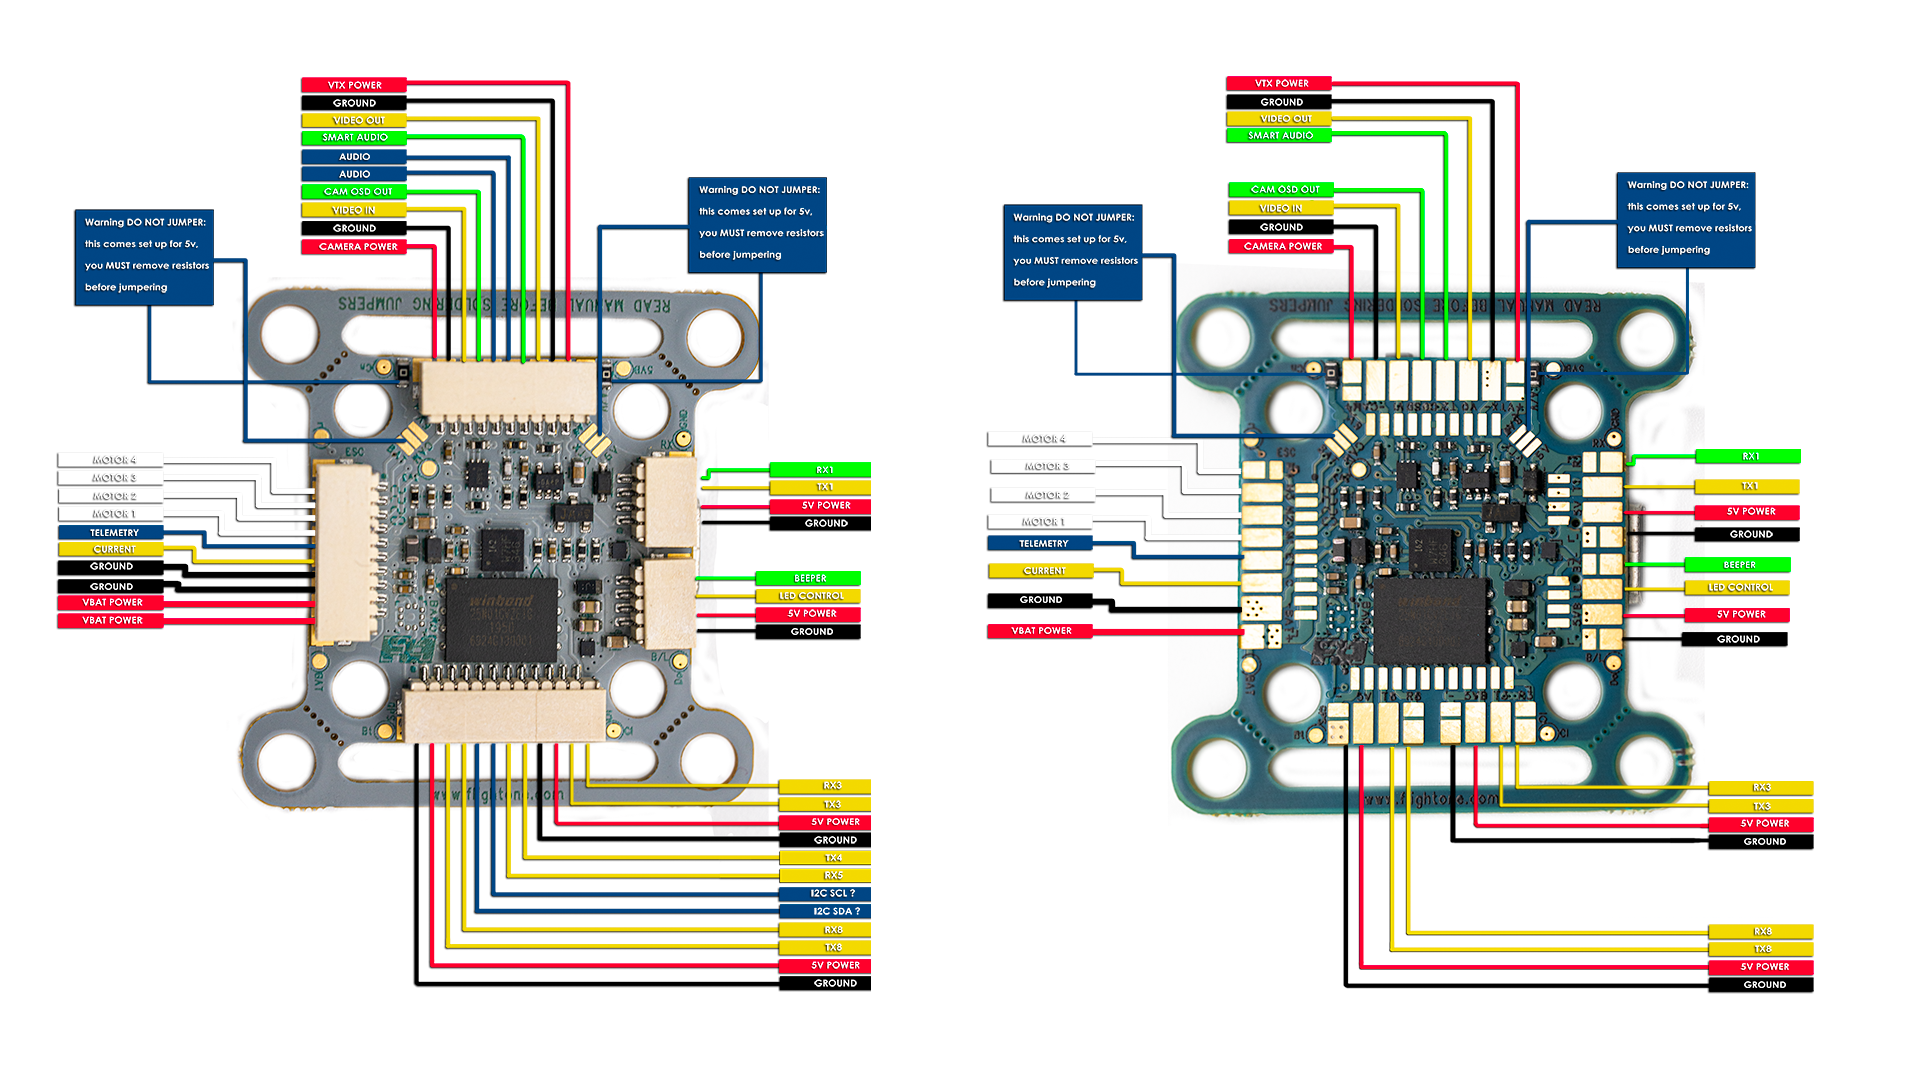 VTX POWER
GROUND
VIDEO OUT
SMART AUDIO
AUDIO
AUDIO
CAM OSD OUT
VIDEO IN
GROUND
CAMERA POWER
Warning DO NOT JUMPER:
this comes set up for 5v,
you MUST remove resistors
before jumpering
Warning DO NOT JUMPER:
this comes set up for 5v,
you MUST remove resistors
before jumpering
READ MANUAL BEFORE SOLDERING JUMPERS
MOTOR 4
MOTOR 3
MOTOR 2
MOTOR 1
TELEMETRY
CURRENT
GROUND
GROUND
VBAT POWER
VBAT POWER
RX1
TX1
5V POWER
GROUND
BEEPER
LED CONTROL
5V POWER
GROUND
winbond
B/L
www.flightone.com
RX3
TX3
5V POWER
GROUND
TX4
RX5
I2C SCL ?
I2C SDA ?
RX8
TX8
5V POWER
GROUND
VTX POWER
GROUND
VIDEO OUT
SMART AUDIO
CAM OSD OUT
VIDEO IN
GROUND
CAMERA POWER
Warning DO NOT JUMPER:
this comes set up for 5v,
you MUST remove resistors
before jumpering
Warning DO NOT JUMPER:
this comes set up for 5v,
you MUST remove resistors
before jumpering
READ MANUAL BEFORE SOLDERING JUMPERS
MOTOR 4
MOTOR 3
MOTOR 2
MOTOR 1
TELEMETRY
CURRENT
GROUND
VBAT POWER
RX1
TX1
5V POWER
GROUND
BEEPER
LED CONTROL
5V POWER
GROUND
B/L
www.flightone.com
RX3
TX3
5V POWER
GROUND
RX8
TX8
5V POWER
GROUND